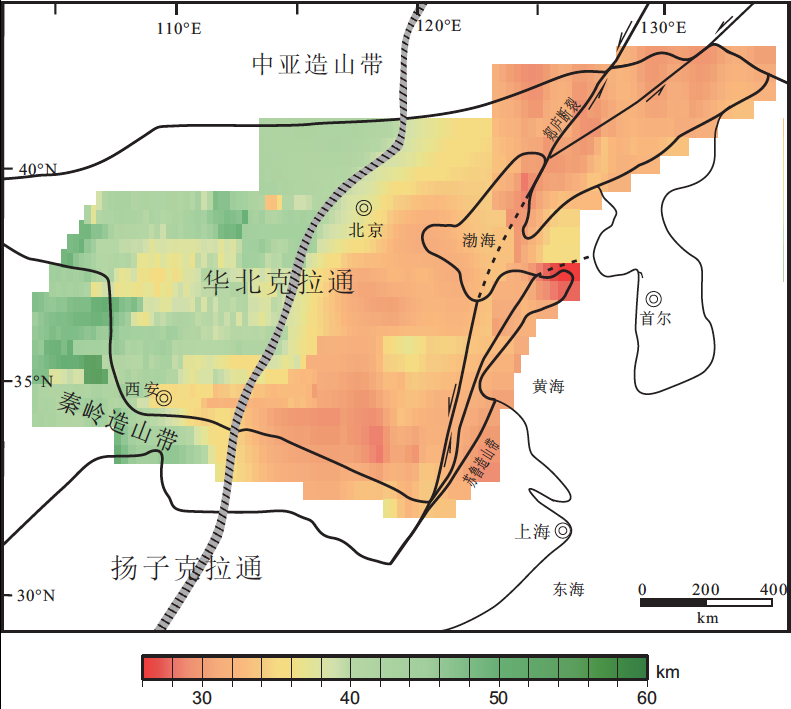 110°E
120°E
130°E
中亚造山带
郯庐断裂
40°N
北京
渤海
华北克拉通
首尔
35°N
西安
黄海
秦岭造山带
苏鲁造山带
上海
扬子克拉通
东海
30°N
0 200 400
km
km
30 40 50 60